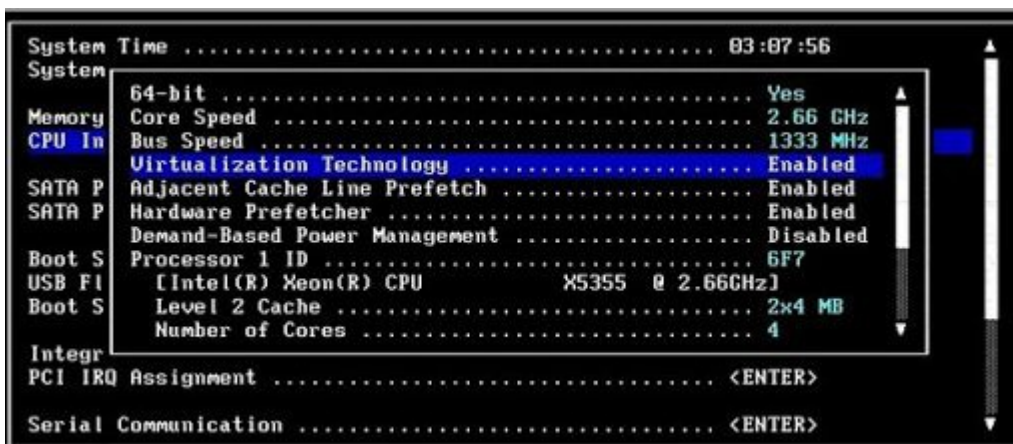 System Time .......................................... 03:07:56
System
64-bit .......................................... Yes
Memory Core Speed .......................................... 2.66 GHz
CPU In Bus Speed .......................................... 1333 MHz
Virtualization Technology ....................... Enabled
SATA P Adjacent Cache Line Prefetch .................... Enabled
SATA P Hardware Prefetcher ............................. Enabled
Demand-Based Power Management ................... Disabled
Boot S Processor 1 ID .................................. 6F7
USB Fl [Intel(R) Xeon(R) CPU X5355 @ 2.66GHz]
Boot S Level 2 Cache .................................. 2x4 MB
Number of Cores ............................... 4
Integr
PCI IRQ Assignment ................................... <ENTER>
Serial Communication ................................. <ENTER>